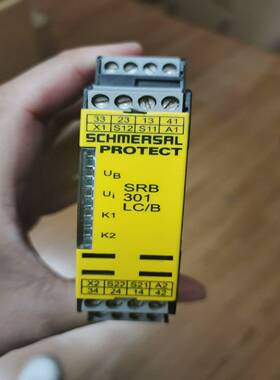 33 23 13 41
X1 S12 S11 A1
SCHMERSAL
PROTECT
UB
Ui
K1
K2
SRB
301
LC/B
X2 S22 S21 A2
34 24 14 42